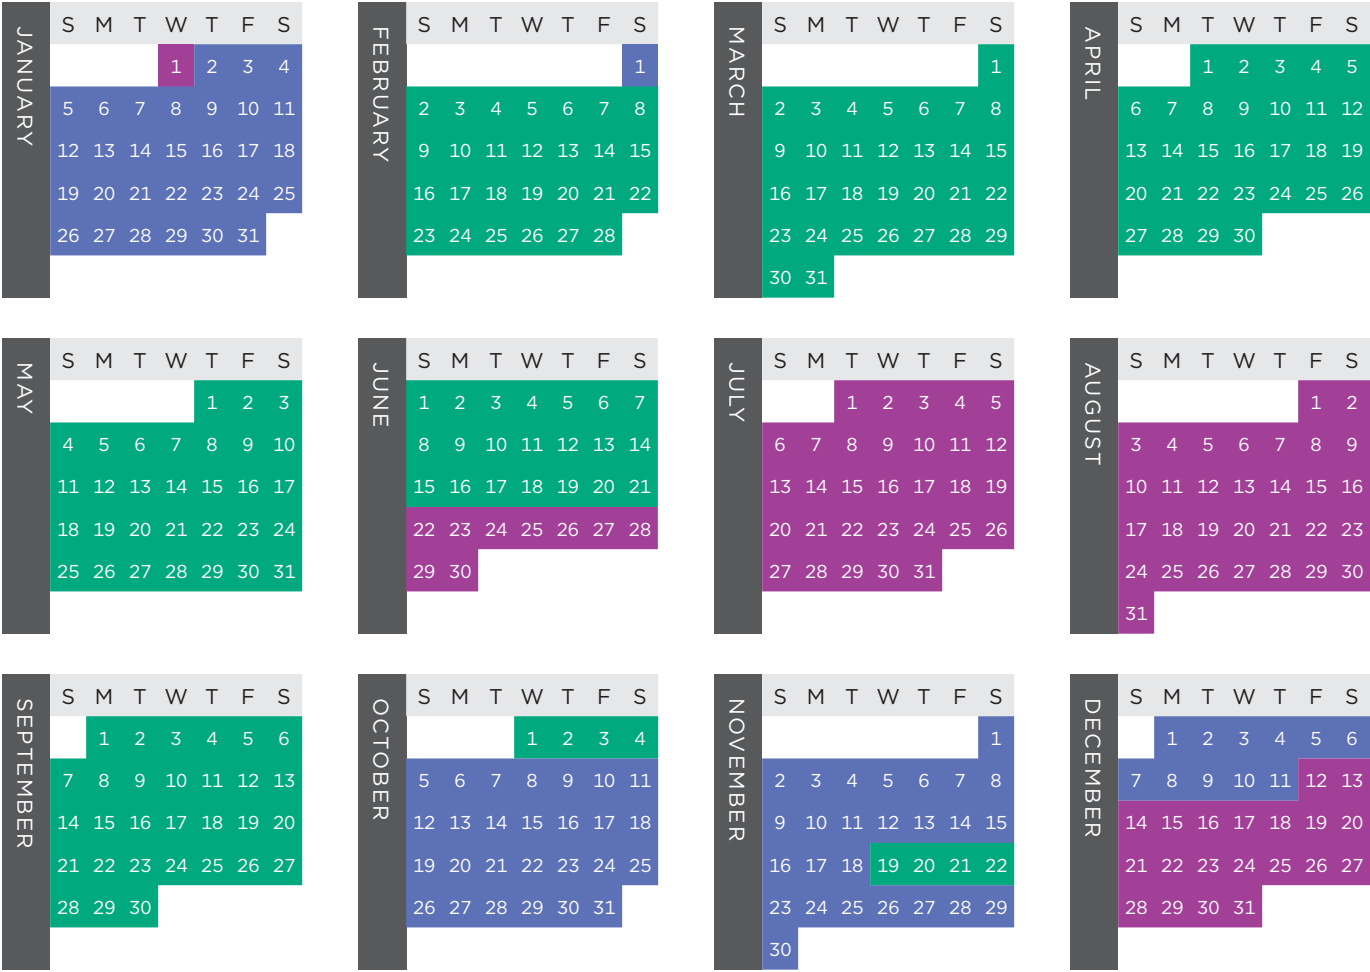 JANUARY
S M T W T F S
1 2 3 4
5 6 7 8 9 10 11
12 13 14 15 16 17 18
19 20 21 22 23 24 25
26 27 28 29 30 31
FEBRUARY
S M T W T F S
1
2 3 4 5 6 7 8
9 10 11 12 13 14 15
16 17 18 19 20 21 22
23 24 25 26 27 28
MARCH
S M T W T F S
1
2 3 4 5 6 7 8
9 10 11 12 13 14 15
16 17 18 19 20 21 22
23 24 25 26 27 28 29
30 31
APRIL
S M T W T F S
1 2 3 4 5
6 7 8 9 10 11 12
13 14 15 16 17 18 19
20 21 22 23 24 25 26
27 28 29 30
MAY
S M T W T F S
1 2 3
4 5 6 7 8 9 10
11 12 13 14 15 16 17
18 19 20 21 22 23 24
25 26 27 28 29 30 31
JUNE
S M T W T F S
1 2 3 4 5 6 7
8 9 10 11 12 13 14
15 16 17 18 19 20 21
22 23 24 25 26 27 28
29 30
JULY
S M T W T F S
1 2 3 4 5
6 7 8 9 10 11 12
13 14 15 16 17 18 19
20 21 22 23 24 25 26
27 28 29 30 31
AUGUST
S M T W T F S
1 2
3 4 5 6 7 8 9
10 11 12 13 14 15 16
17 18 19 20 21 22 23
24 25 26 27 28 29 30
31
SEPTEMBER
S M T W T F S
1 2 3 4 5 6
7 8 9 10 11 12 13
14 15 16 17 18 19 20
21 22 23 24 25 26 27
28 29 30
OCTOBER
S M T W T F S
1 2 3 4
5 6 7 8 9 10 11
12 13 14 15 16 17 18
19 20 21 22 23 24 25
26 27 28 29 30 31
NOVEMBER
S M T W T F S
1
2 3 4 5 6 7 8
9 10 11 12 13 14 15
16 17 18 19 20 21 22
23 24 25 26 27 28 29
30
DECEMBER
S M T W T F S
1 2 3 4 5 6
7 8 9 10 11 12 13
14 15 16 17 18 19 20
21 22 23 24 25 26 27
28 29 30 31